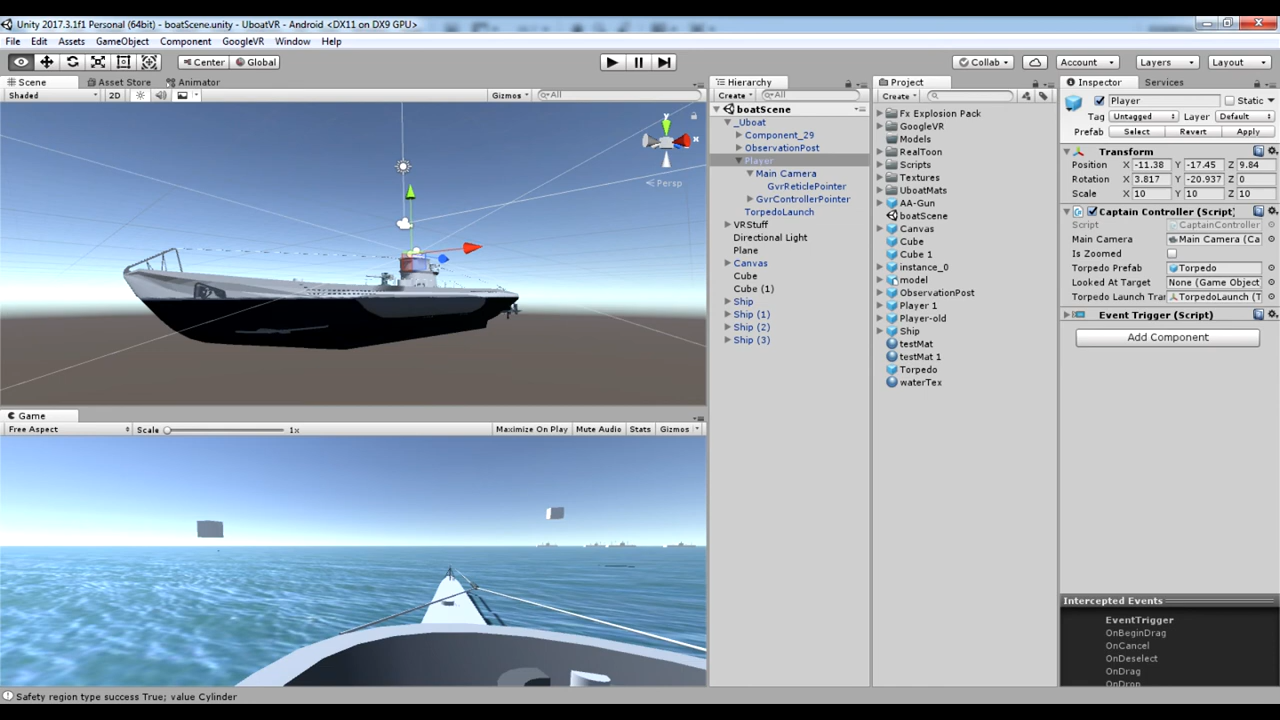 Unity 2017.3.1f1 Personal (64bit) - boatScene.unity - UboatVR - Android <DX11 on DX9 GPU>
File Edit Assets GameObject Component GoogleVR Window Help
Center Global Collab Account Layers Layout
Scene Asset Store Animator
Shaded 2D Gizmos All
y
x
Persp
Game
Free Aspect Scale 1x Maximize On Play Mute Audio Stats Gizmos
Safety region type success True; value Cylinder
Hierarchy
Create All
boatScene
_Uboat
Component_29
ObservationPost
Player
Main Camera
GvrReticlePointer
GvrControllerPointer
TorpedoLaunch
VRStuff
Directional Light
Plane
Canvas
Cube
Cube (1)
Ship
Ship (1)
Ship (2)
Ship (3)
Project
Create
Fx Explosion Pack
GoogleVR
Models
RealToon
Scripts
Textures
UboatMats
AA-Gun
boatScene
Canvas
Cube
Cube 1
instance_0
model
ObservationPost
Player 1
Player-old
Ship
testMat
testMat 1
Torpedo
waterTex
Inspector Services
Player Static
Tag Untagged Layer Default
Prefab Select Revert Apply
Transform
Position X -11.38 Y -17.45 Z 9.84
Rotation X 3.817 Y -20.937 Z 0
Scale X 10 Y 10 Z 10
Captain Controller (Script)
Script CaptainController
Main Camera Main Camera (Ca
Is Zoomed
Torpedo Prefab Torpedo
Looked At Target None (Game Object
Torpedo Launch Tran TorpedoLaunch (T
Event Trigger (Script)
Add Component
Intercepted Events
EventTrigger
OnBeginDrag
OnCancel
OnDeselect
OnDrag
OnDrop